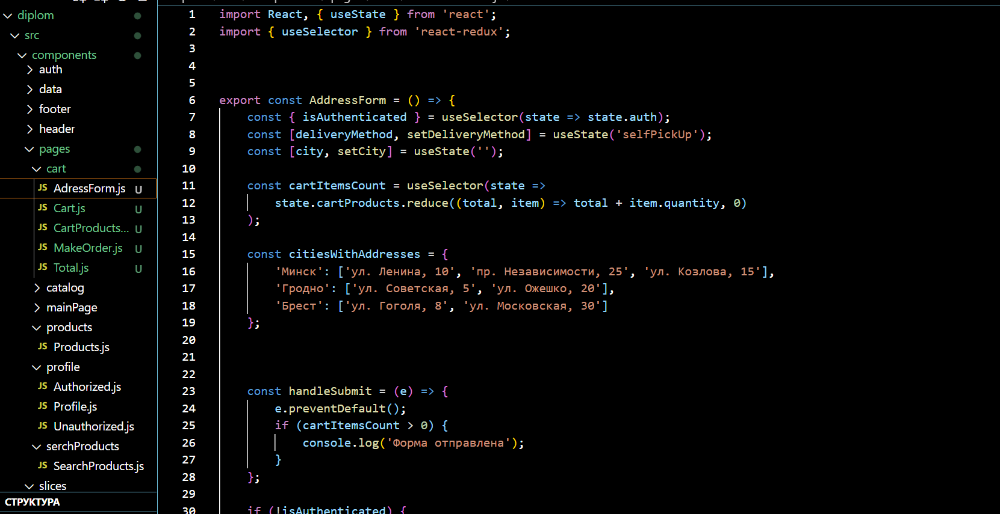 diplom
src
components
auth
data
footer
header
pages
cart
JS AdressForm.js U
JS Cart.js U
JS CartProducts... U
JS MakeOrder.js U
JS Total.js U
catalog
mainPage
products
JS Products.js
profile
JS Authorized.js
JS Profile.js
JS Unauthorized.js
serchProducts
JS SearchProducts.js
slices
СТРУКТУРА
1 import React, { useState } from 'react';
2 import { useSelector } from 'react-redux';
3
4
5
6 export const AddressForm = () => {
7 const { isAuthenticated } = useSelector(state => state.auth);
8 const [deliveryMethod, setDeliveryMethod] = useState('selfPickUp');
9 const [city, setCity] = useState('');
10
11 const cartItemsCount = useSelector(state =>
12 state.cartProducts.reduce((total, item) => total + item.quantity, 0)
13 );
14
15 const citiesWithAddresses = {
16 'Минск': ['ул. Ленина, 10', 'пр. Независимости, 25', 'ул. Козлова, 15'],
17 'Гродно': ['ул. Советская, 5', 'ул. Ожешко, 20'],
18 'Брест': ['ул. Гоголя, 8', 'ул. Московская, 30']
19 };
20
21
22
23 const handleSubmit = (e) => {
24 e.preventDefault();
25 if (cartItemsCount > 0) {
26 console.log('Форма отправлена');
27 }
28 };
29
30 if (!isAuthenticated) {